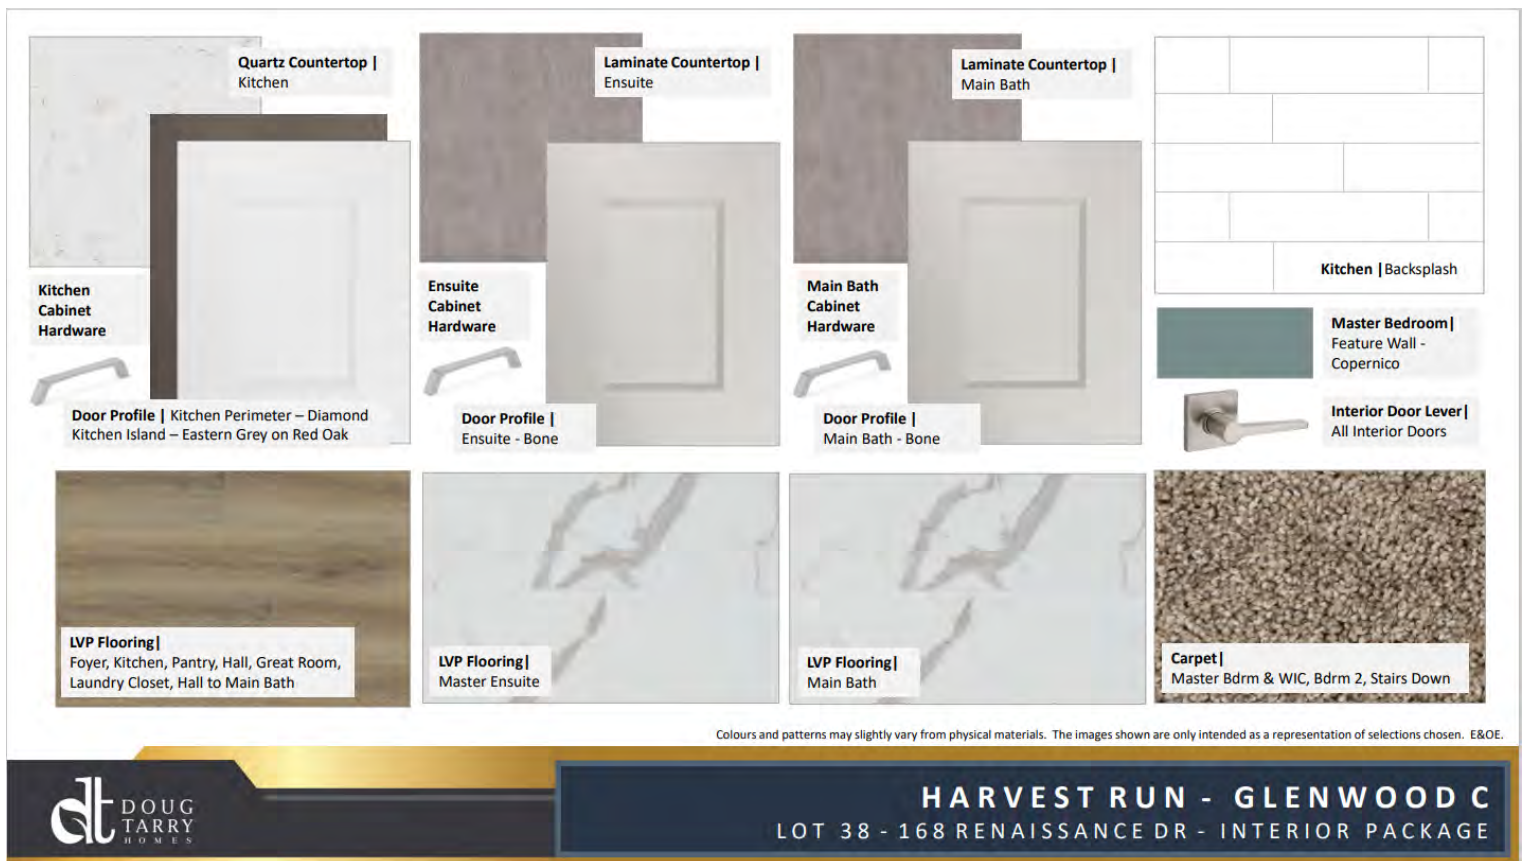 Quartz Countertop |
Kitchen
Laminate Countertop |
Ensuite
Laminate Countertop |
Main Bath
Kitchen |Backsplash
Kitchen
Cabinet
Hardware
Ensuite
Cabinet
Hardware
Main Bath
Cabinet
Hardware
Master Bedroom|
Feature Wall -
Copernico
Door Profile | Kitchen Perimeter – Diamond
Kitchen Island – Eastern Grey on Red Oak
Door Profile |
Ensuite - Bone
Door Profile |
Main Bath - Bone
Interior Door Lever|
All Interior Doors
LVP Flooring|
Foyer, Kitchen, Pantry, Hall, Great Room,
Laundry Closet, Hall to Main Bath
LVP Flooring|
Master Ensuite
LVP Flooring|
Main Bath
Carpet|
Master Bdrm & WIC, Bdrm 2, Stairs Down
Colours and patterns may slightly vary from physical materials. The images shown are only intended as a representation of selections chosen. E&OE.
dt
DOUG
TARRY
HOMES
HARVEST RUN - GLENWOOD C
LOT 38 - 168 RENAISSANCE DR - INTERIOR PACKAGE